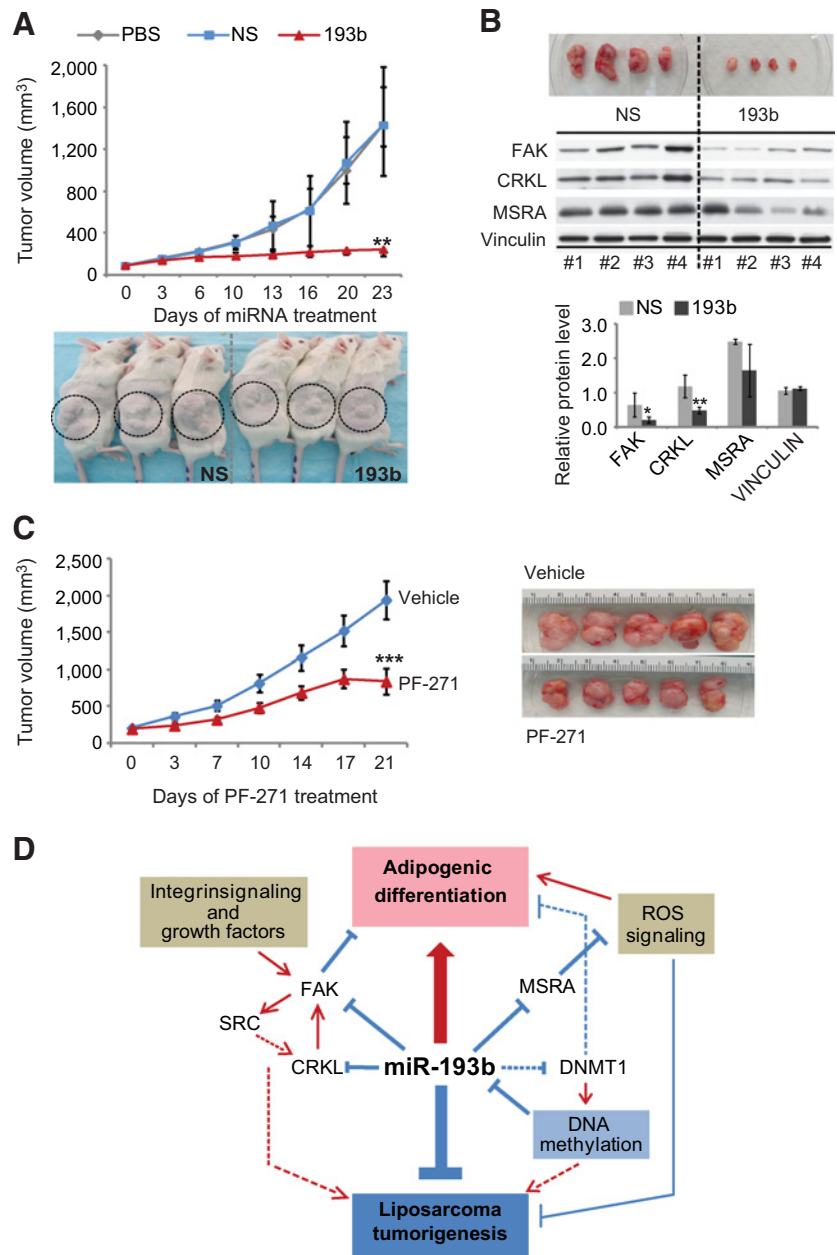 A
PBS NS 193b
Tumor volume (mm³)
2,000
1,600
1,200
800
400
0
**
0 3 6 10 13 16 20 23
Days of miRNA treatment
NS 193b
B
NS 193b
FAK
CRKL
MSRA
Vinculin
#1 #2 #3 #4 #1 #2 #3 #4
NS 193b
Relative protein level
3.0
2.0
1.0
0.0
* **
FAK CRKL MSRA VINCULIN
C
Tumor volume (mm³)
2,500
2,000
1,500
1,000
500
0
Vehicle
***
PF-271
0 3 7 10 14 17 21
Days of PF-271 treatment
Vehicle
PF-271
D
Adipogenic
differentiation
Integrinsignaling
and
growth factors
ROS
signaling
FAK
MSRA
SRC
CRKL
miR-193b
DNMT1
DNA
methylation
Liposarcoma
tumorigenesis